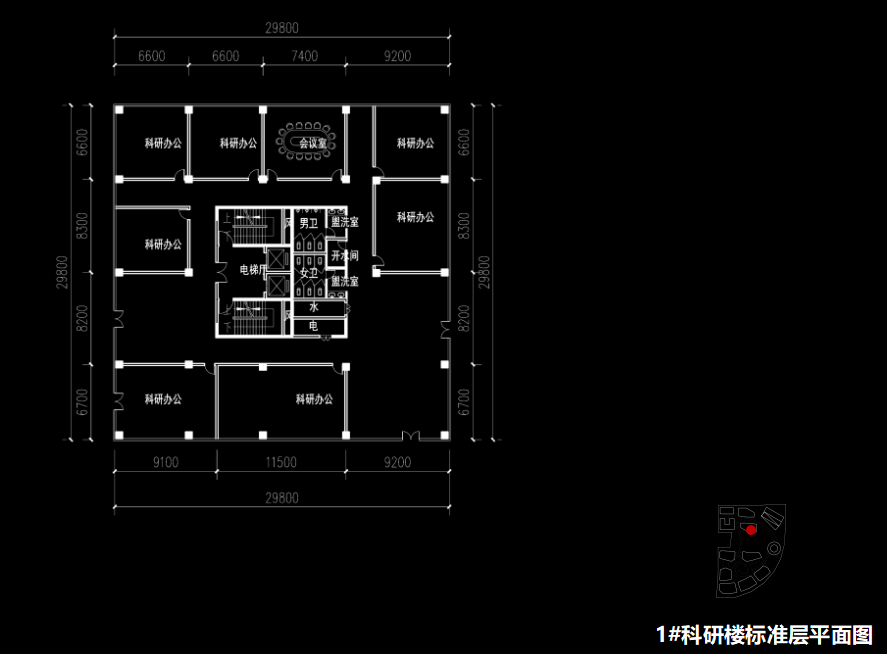 29800
6600 6600 7400 9200
6600 科研办公 科研办公 会议室 科研办公 6600
科研办公
8300 上 风 男卫 盥洗室 8300
科研办公
29800 电梯厅 开水间 29800
女卫 盥洗室
8200 上 风 水 8200
电
6700 科研办公 科研办公 6700
9100 11500 9200
29800
1#科研楼标准层平面图